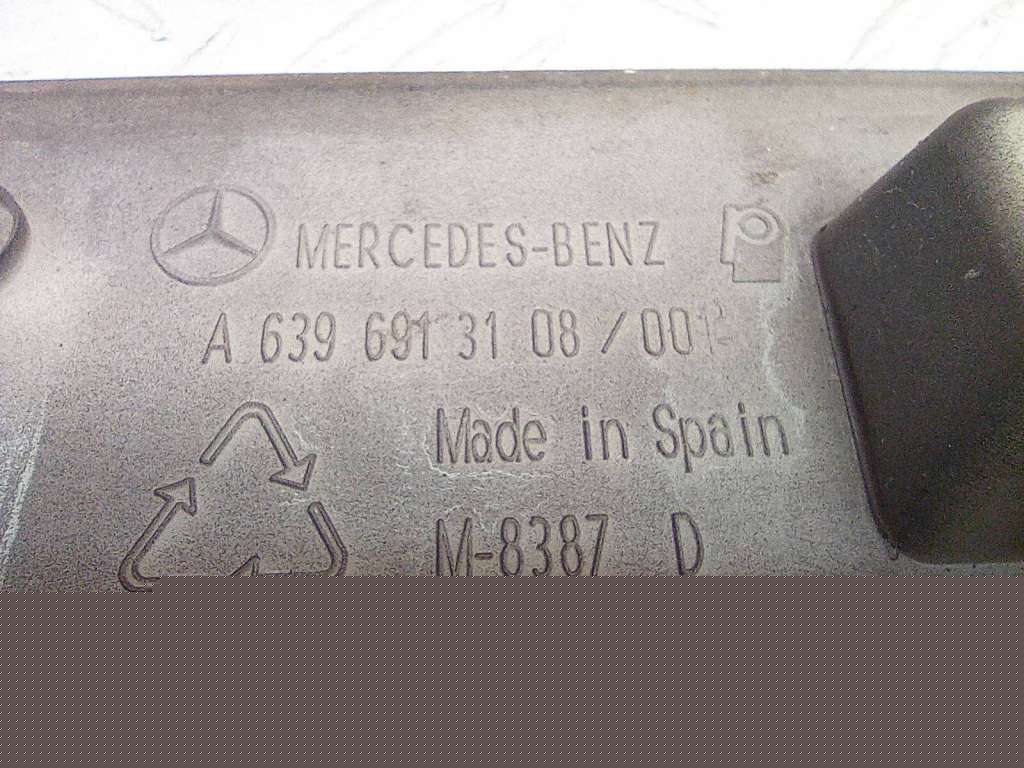 MERCEDES-BENZ
A 639 691 31 08 / 001
Made in Spain
M-8387 D